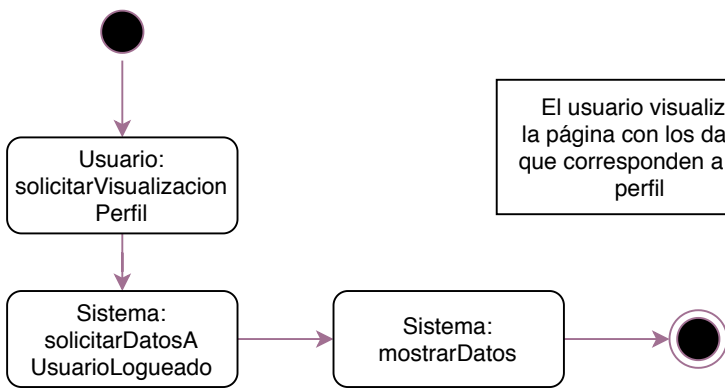 Usuario:
solicitarVisualizacion
Perfil
El usuario visualiz
la página con los da
que corresponden a
perfil
Sistema:
solicitarDatosA
UsuarioLogueado
Sistema:
mostrarDatos